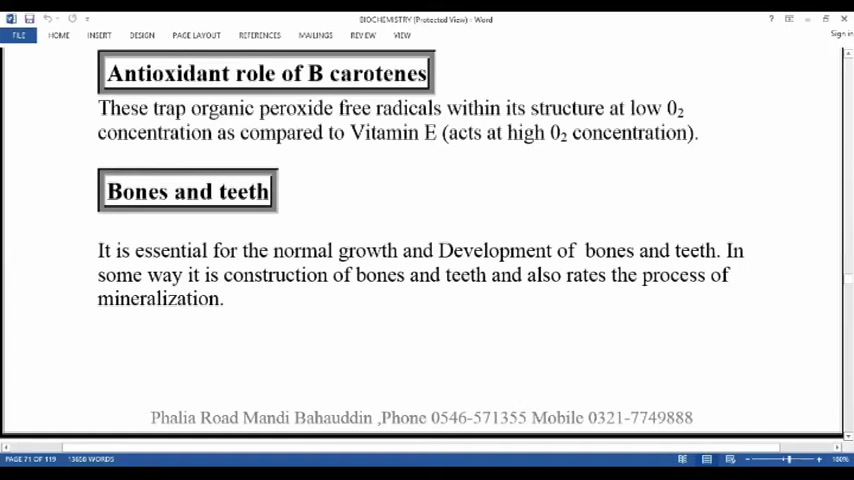 BIOCHEMISTRY (Protected View) - Word
?
Sign in
FILE HOME INSERT DESIGN PAGE LAYOUT REFERENCES MAILINGS REVIEW VIEW
Antioxidant role of B carotenes
These trap organic peroxide free radicals within its structure at low 0₂
concentration as compared to Vitamin E (acts at high 0₂ concentration).
Bones and teeth
It is essential for the normal growth and Development of bones and teeth. In
some way it is construction of bones and teeth and also rates the process of
mineralization.
Phalia Road Mandi Bahauddin ,Phone 0546-571355 Mobile 0321-7749888
PAGE 71 OF 119 13650 WORDS 100%